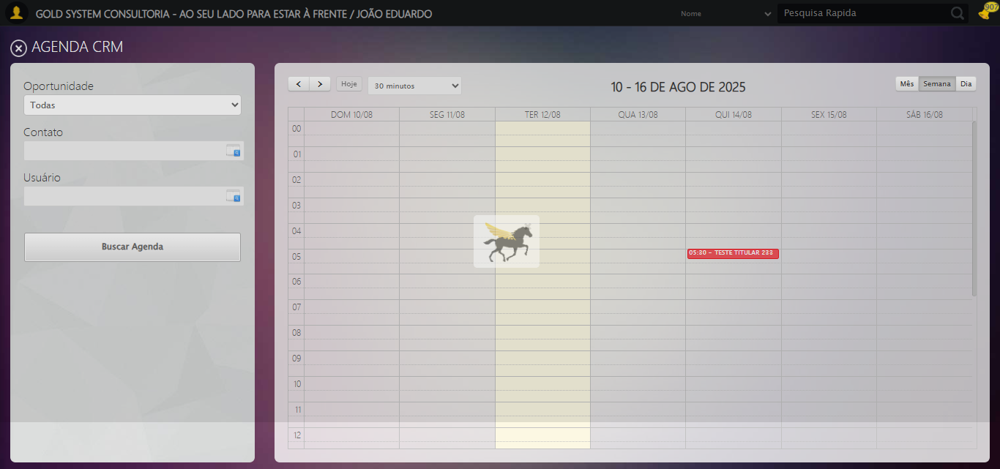 GOLD SYSTEM CONSULTORIA - AO SEU LADO PARA ESTAR À FRENTE / JOÃO EDUARDO
Nome
Pesquisa Rapida
907
AGENDA CRM
Oportunidade
Todas
Contato
Usuário
Buscar Agenda
Hoje
30 minutos
10 - 16 DE AGO DE 2025
Mês
Semana
Dia
DOM 10/08
SEG 11/08
TER 12/08
QUA 13/08
QUI 14/08
SEX 15/08
SÁB 16/08
00
01
02
03
04
05
05:30 - TESTE TITULAR 233
06
07
08
09
10
11
12